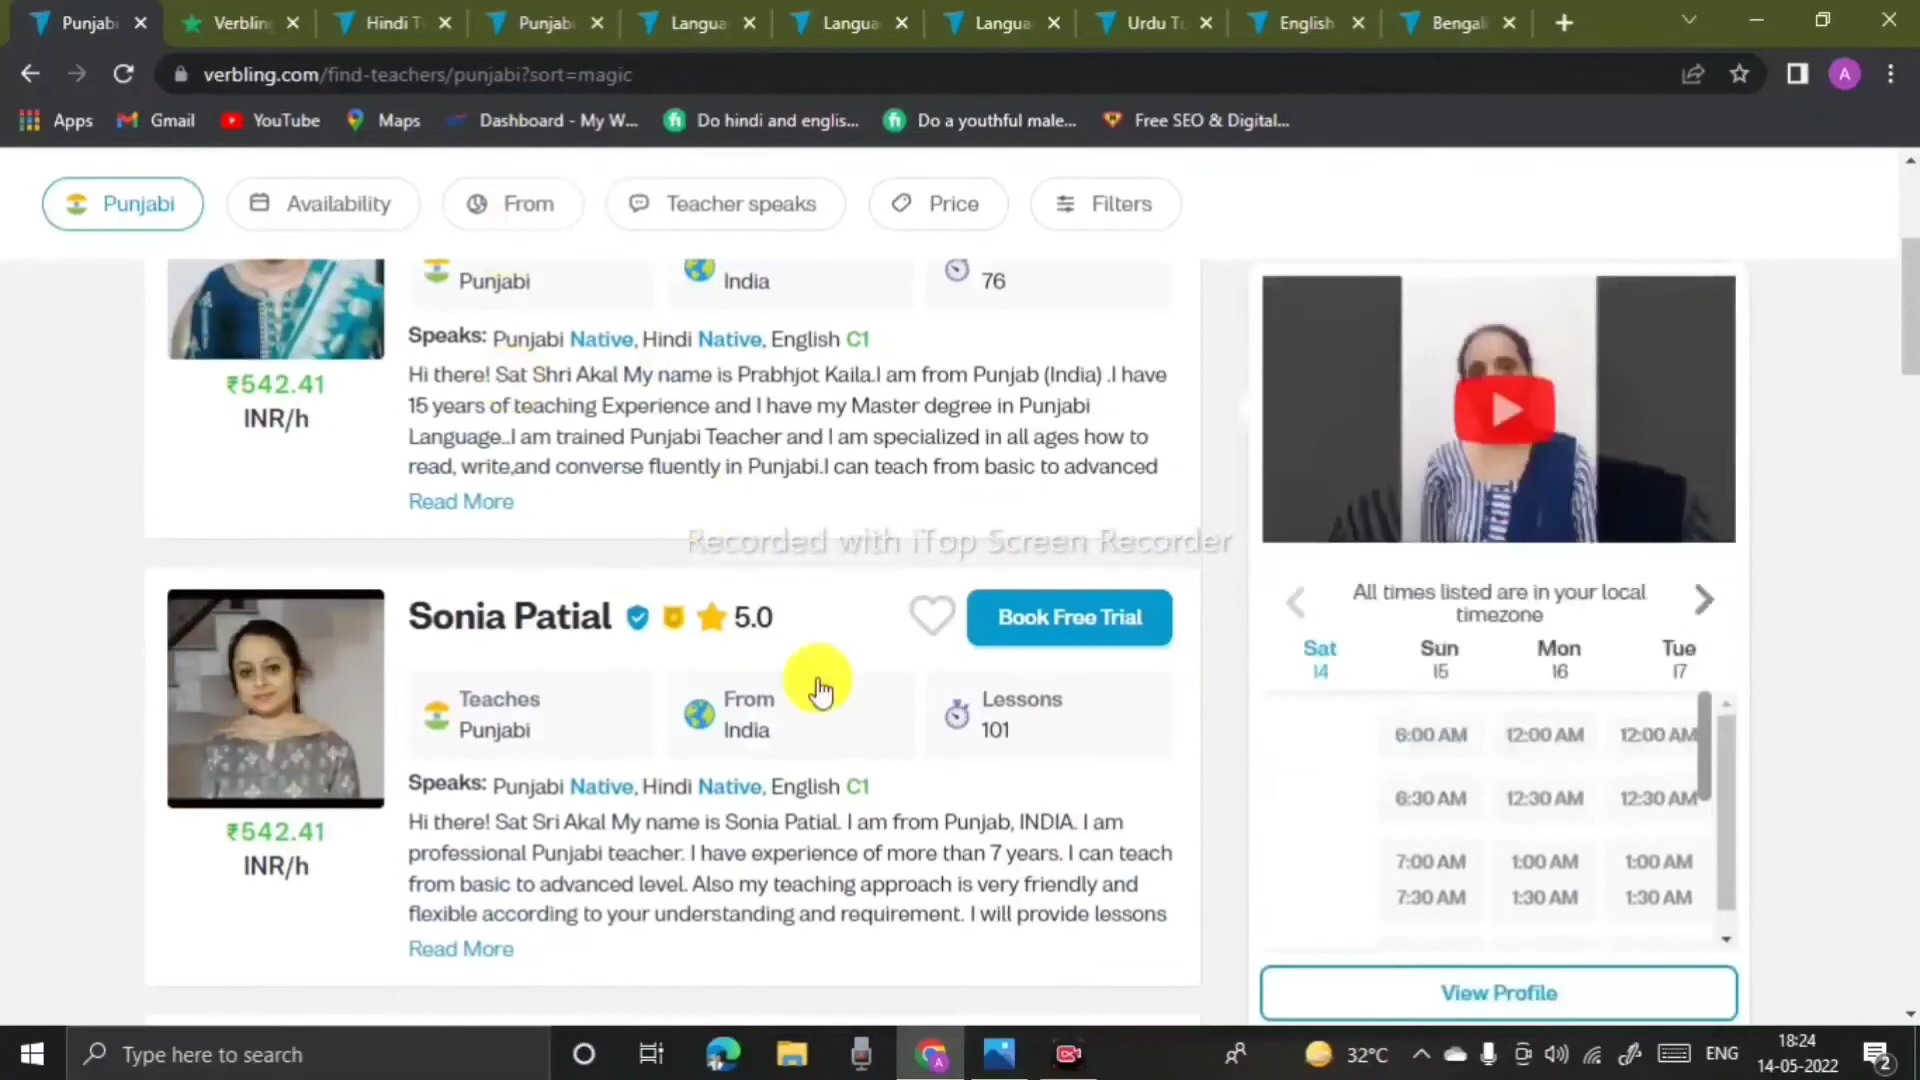 Punjabi
Verbling
Hindi T
Punjabi
Langua
Langua
Langua
Urdu Tu
English
Bengali
verbling.com/find-teachers/punjabi?sort=magic
A
Apps
Gmail
YouTube
Maps
Dashboard - My W...
Do hindi and englis...
Do a youthful male...
Free SEO & Digital...
Punjabi
Availability
From
Teacher speaks
Price
Filters
Punjabi
India
76
₹542.41
INR/h
Speaks: Punjabi Native, Hindi Native, English C1
Hi there! Sat Shri Akal My name is Prabhjot Kaila.I am from Punjab (India) .I have
15 years of teaching Experience and I have my Master degree in Punjabi
Language..I am trained Punjabi Teacher and I am specialized in all ages how to
read, write,and converse fluently in Punjabi.I can teach from basic to advanced
Read More
Recorded with iTop Screen Recorder
Sonia Patial
5.0
Book Free Trial
Teaches
Punjabi
From
India
Lessons
101
₹542.41
INR/h
Speaks: Punjabi Native, Hindi Native, English C1
Hi there! Sat Sri Akal My name is Sonia Patial. I am from Punjab, INDIA. I am
professional Punjabi teacher. I have experience of more than 7 years. I can teach
from basic to advanced level. Also my teaching approach is very friendly and
flexible according to your understanding and requirement. I will provide lessons
Read More
All times listed are in your local
timezone
Sat Sun Mon Tue
14 15 16 17
6:00 AM 12:00 AM 12:00 AM
6:30 AM 12:30 AM 12:30 AM
7:00 AM 1:00 AM 1:00 AM
7:30 AM 1:30 AM 1:30 AM
View Profile
Type here to search
32°C
ENG
18:24
14-05-2022
2